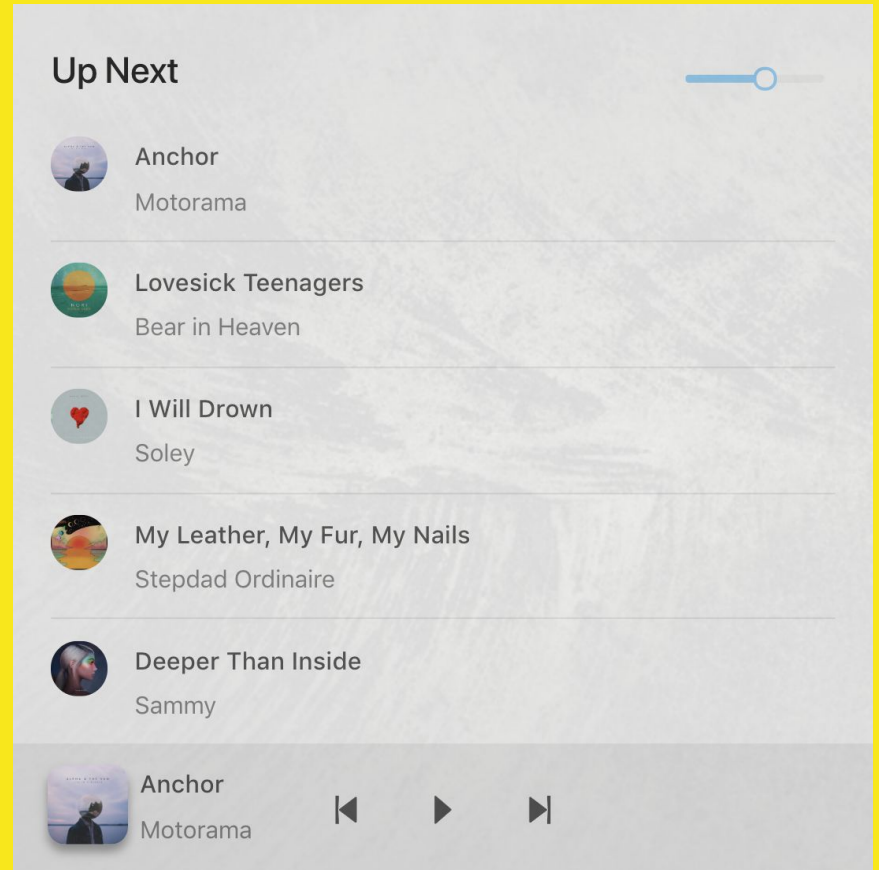 Up Next
Anchor
Motorama
Lovesick Teenagers
Bear in Heaven
I Will Drown
Soley
My Leather, My Fur, My Nails
Stepdad Ordinaire
Deeper Than Inside
Sammy
Anchor
Motorama